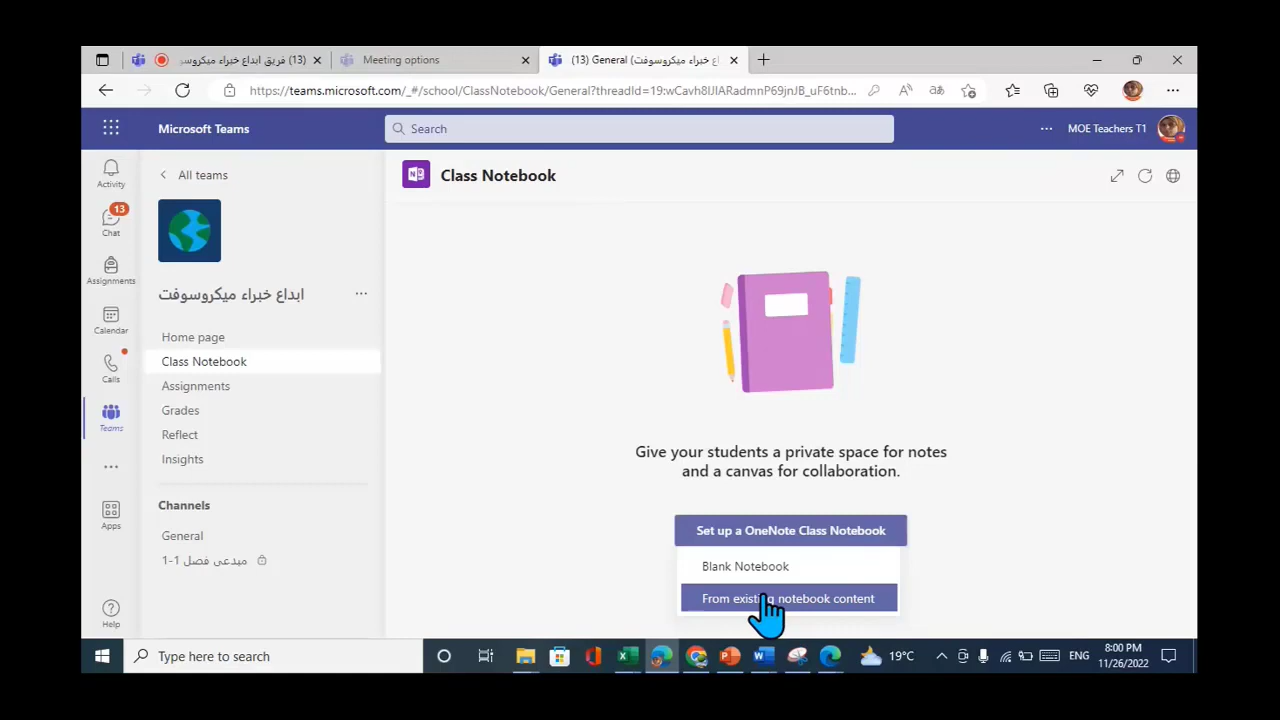 (13) فريق ابداع خبراء ميكروسوف
Meeting options
(13) General (اع خبراء ميكروسوفت
https://teams.microsoft.com/_#/school/ClassNotebook/General?threadId=19:wCavh8IJIARadmnP69jnJB_uF6tnb...
Microsoft Teams
Search
MOE Teachers T1
Activity
13
Chat
Assignments
Calendar
Calls
Teams
Apps
Help
All teams
ابداع خبراء ميكروسوفت
Home page
Class Notebook
Assignments
Grades
Reflect
Insights
Channels
General
مبدعى فصل 1-1
Class Notebook
Give your students a private space for notes
and a canvas for collaboration.
Set up a OneNote Class Notebook
Blank Notebook
From existing notebook content
Type here to search
19°C
ENG
8:00 PM
11/26/2022